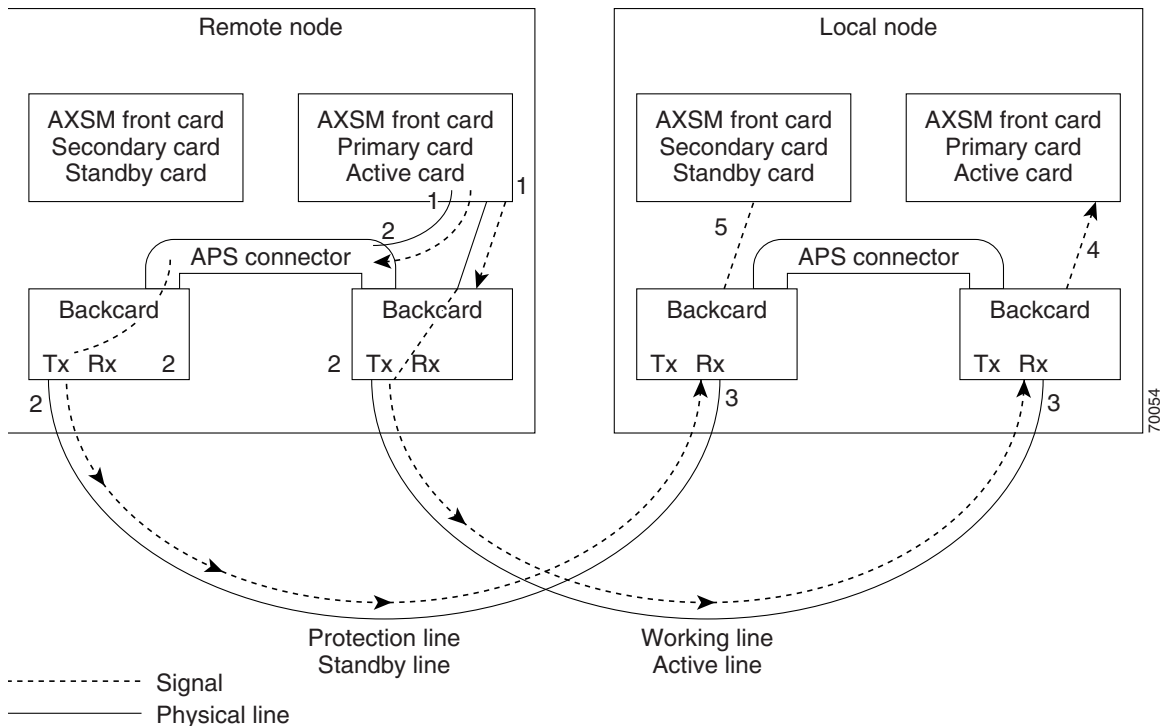 Remote node
Local node
AXSM front card
Secondary card
Standby card
AXSM front card
Primary card
Active card
AXSM front card
Secondary card
Standby card
AXSM front card
Primary card
Active card
1
1
2
5
4
APS connector
APS connector
Backcard
Tx Rx 2
2
Backcard
Tx Rx
2
Backcard
Tx Rx
3
Backcard
Tx Rx
3
70054
Protection line
Standby line
Working line
Active line
Signal
Physical line